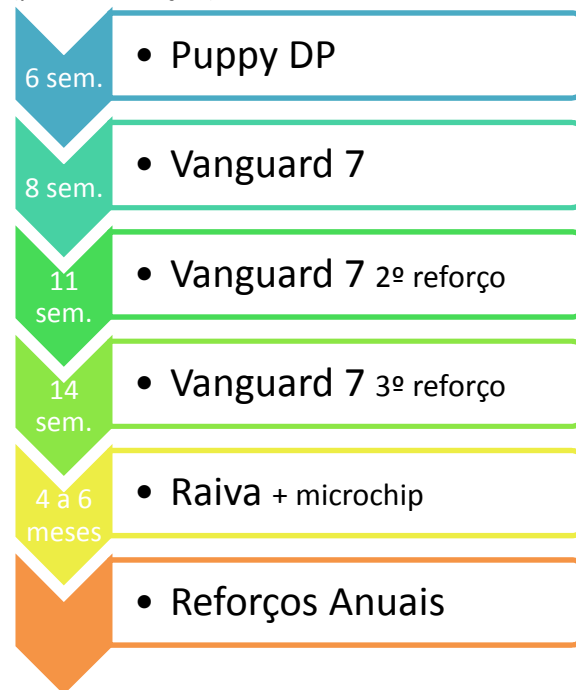 6 sem.
• Puppy DP
8 sem.
• Vanguard 7
11
sem.
• Vanguard 7 2º reforço
14
sem.
• Vanguard 7 3º reforço
4 á 6
meses
• Raiva + microchip
• Reforços Anuais